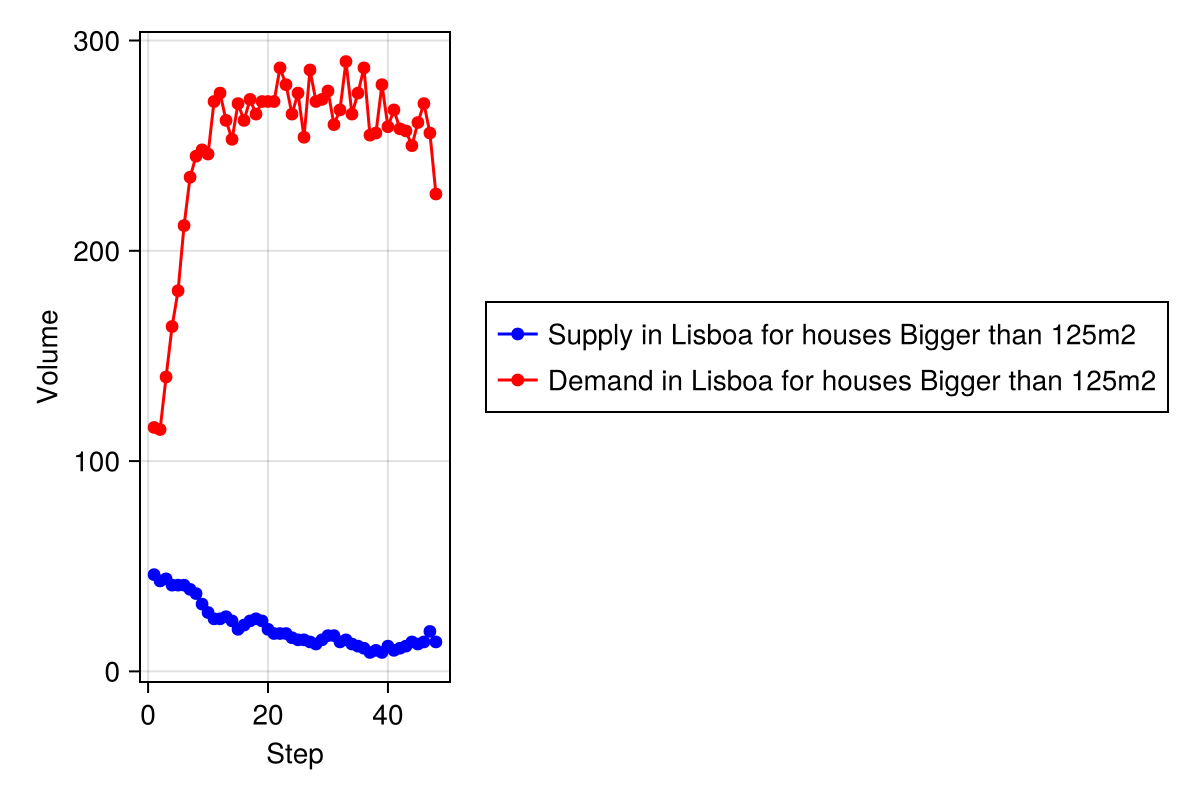 300
200
100
0
Volume
0 20 40
Step
Supply in Lisboa for houses Bigger than 125m2
Demand in Lisboa for houses Bigger than 125m2